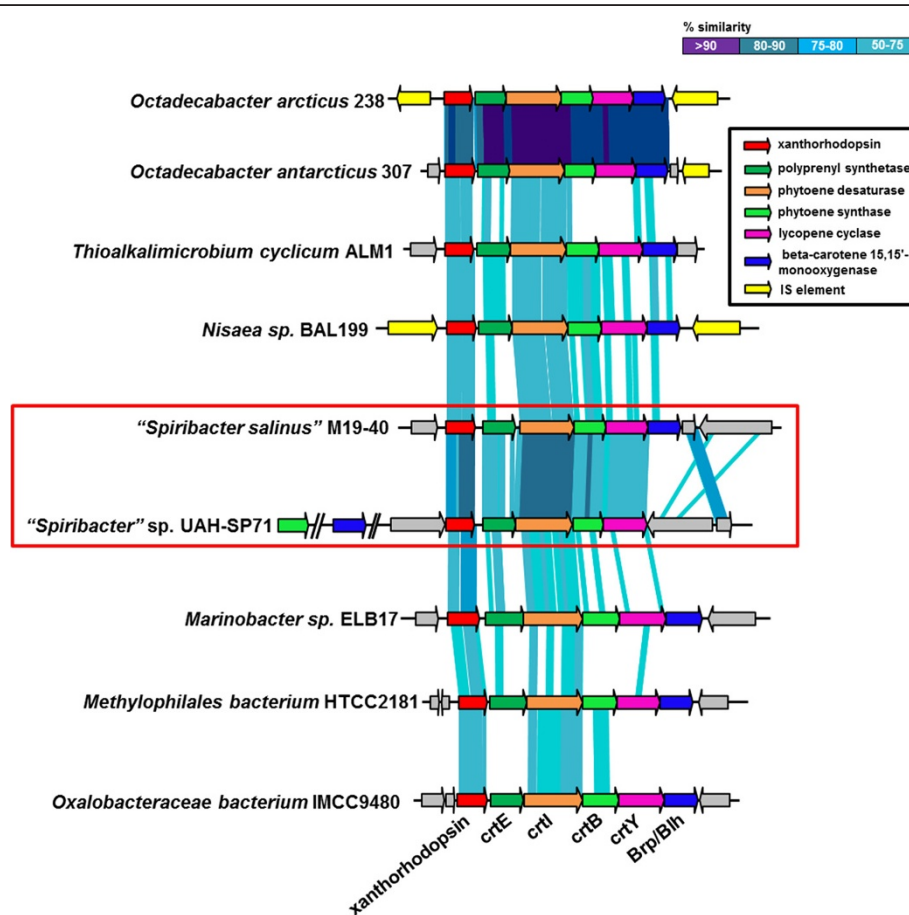 % similarity
>90 80-90 75-80 50-75
Octadecabacter arcticus 238
xanthorhodopsin
polyprenyl synthetase
phytoene desaturase
phytoene synthase
lycopene cyclase
beta-carotene 15,15'-
monooxygenase
IS element
Octadecabacter antarcticus 307
Thioalkalimicrobium cyclicum ALM1
Nisaea sp. BAL199
“Spiribacter salinus” M19-40
“Spiribacter” sp. UAH-SP71
Marinobacter sp. ELB17
Methylophilales bacterium HTCC2181
Oxalobacteraceae bacterium IMCC9480
xanthorhodopsin
crtE
crtI
crtB
crtY
Brp/Blh